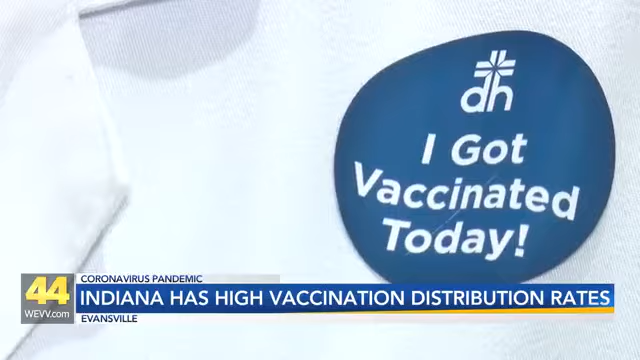 dh
I Got
Vaccinated
Today!
CORONAVIRUS PANDEMIC
44
INDIANA HAS HIGH VACCINATION DISTRIBUTION RATES
WEVV.com
EVANSVILLE